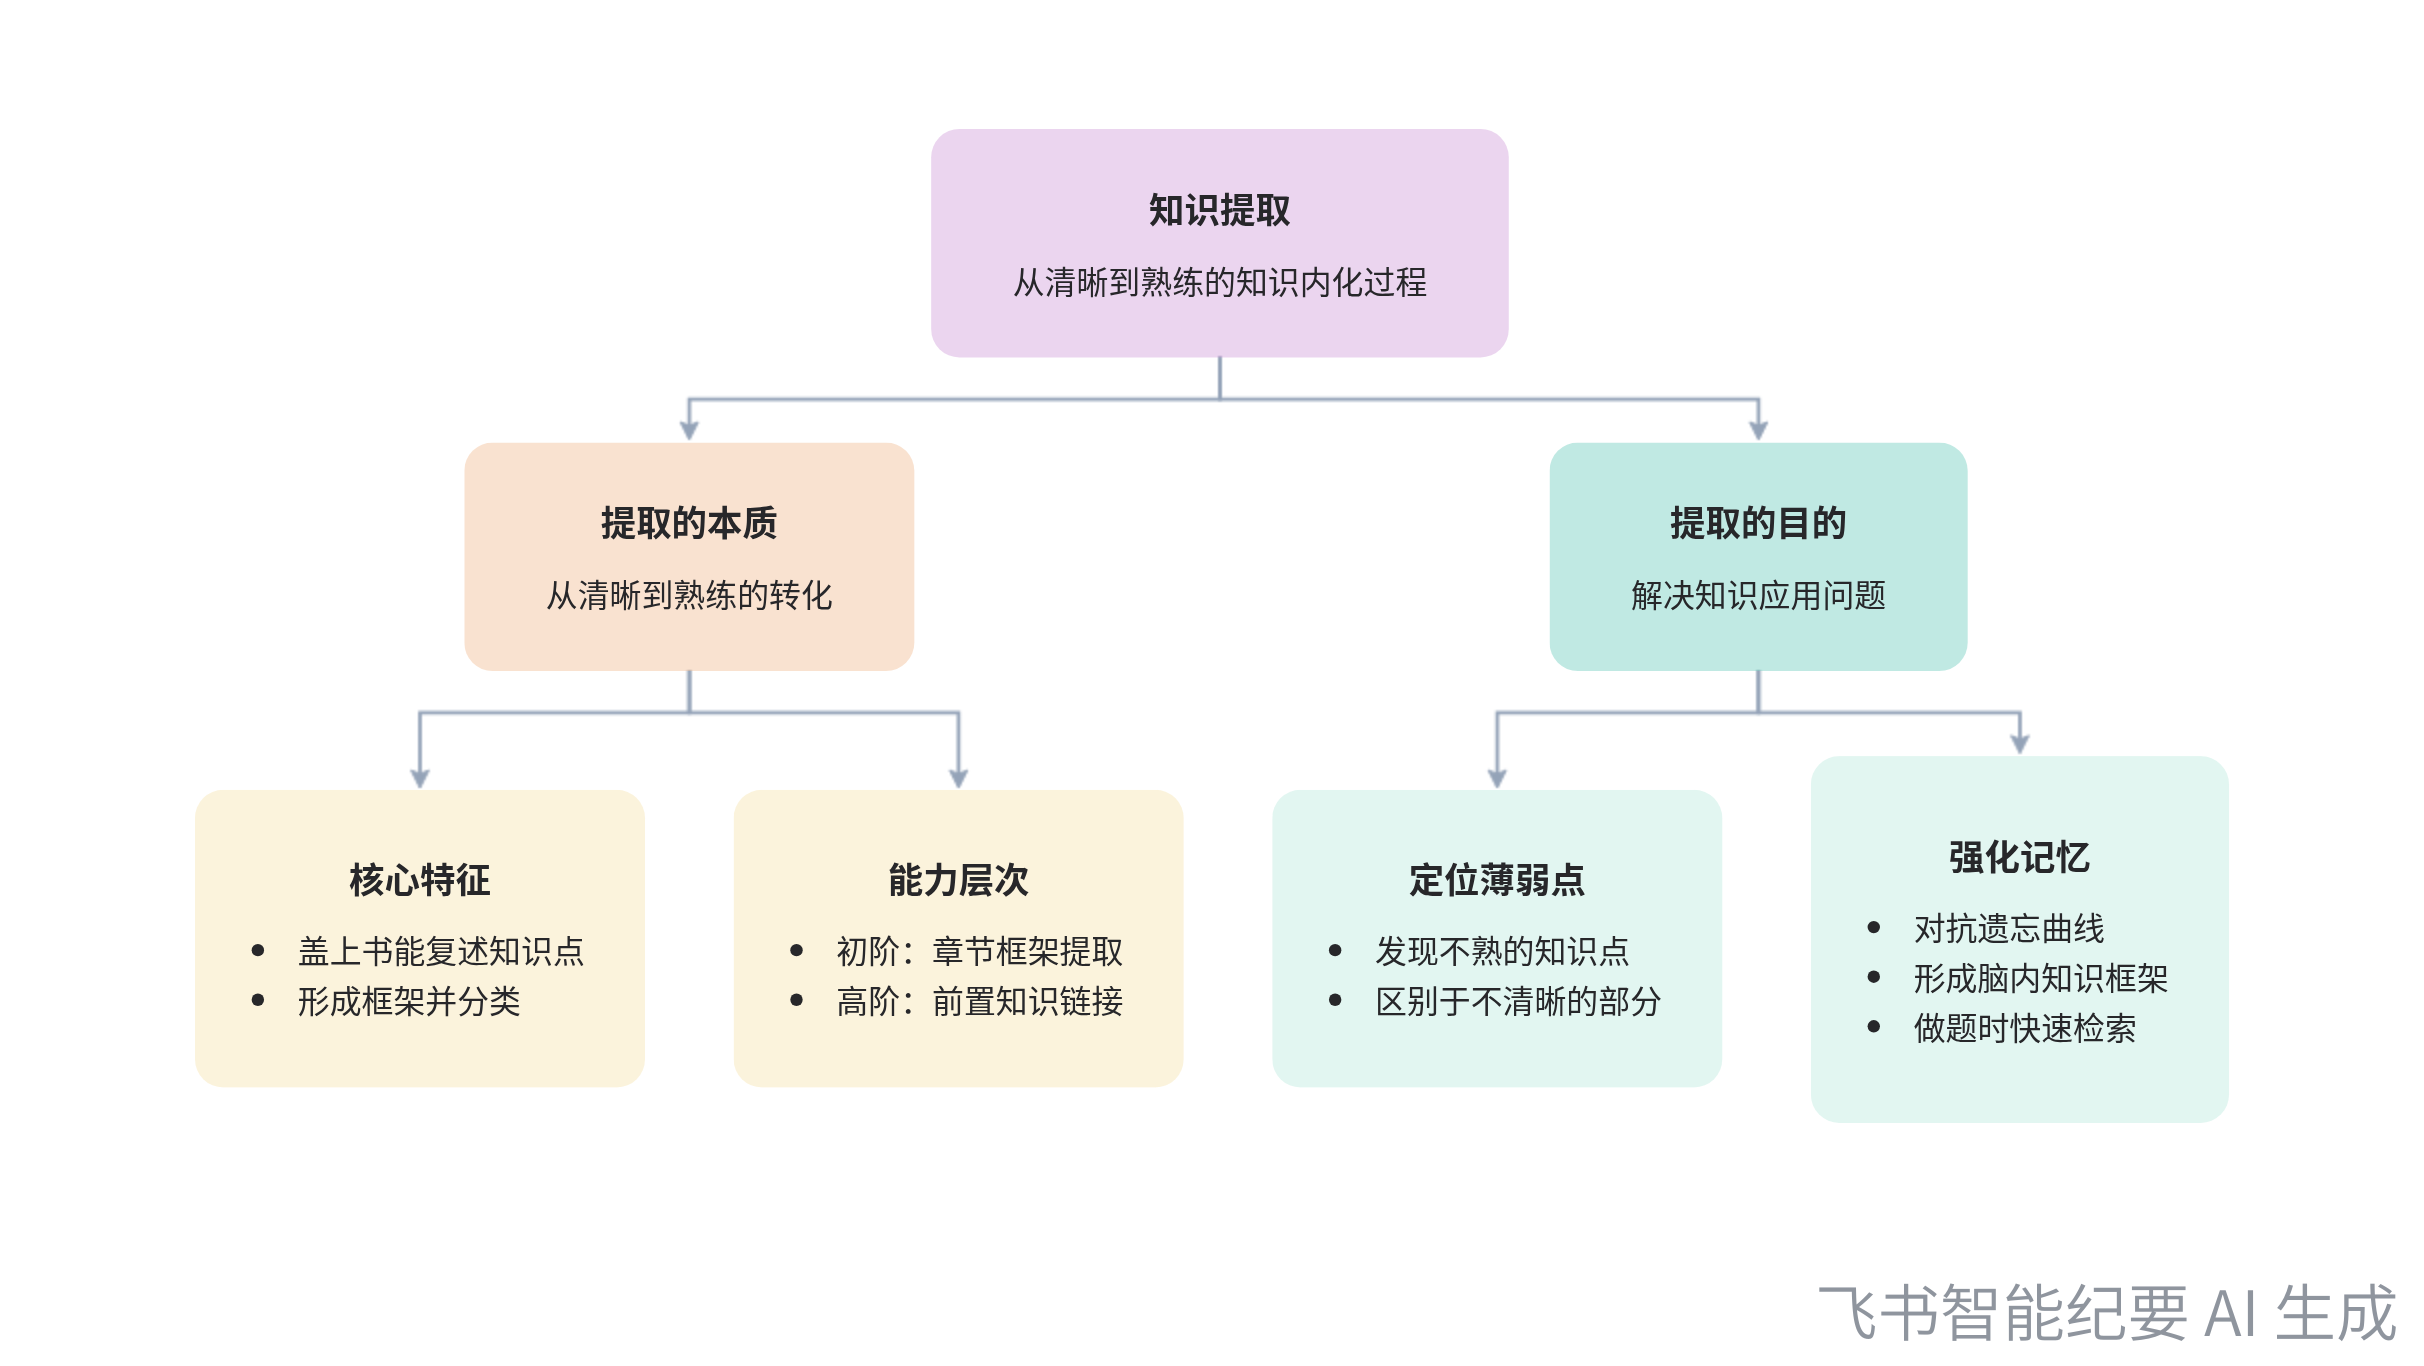 知识提取
从清晰到熟练的知识内化过程
提取的本质
从清晰到熟练的转化
提取的目的
解决知识应用问题
核心特征
• 盖上书能复述知识点
• 形成框架并分类
能力层次
• 初阶：章节框架提取
• 高阶：前置知识链接
定位薄弱点
• 发现不熟的知识点
• 区别于不清晰的部分
强化记忆
• 对抗遗忘曲线
• 形成脑内知识框架
• 做题时快速检索
飞书智能纪要 AI 生成